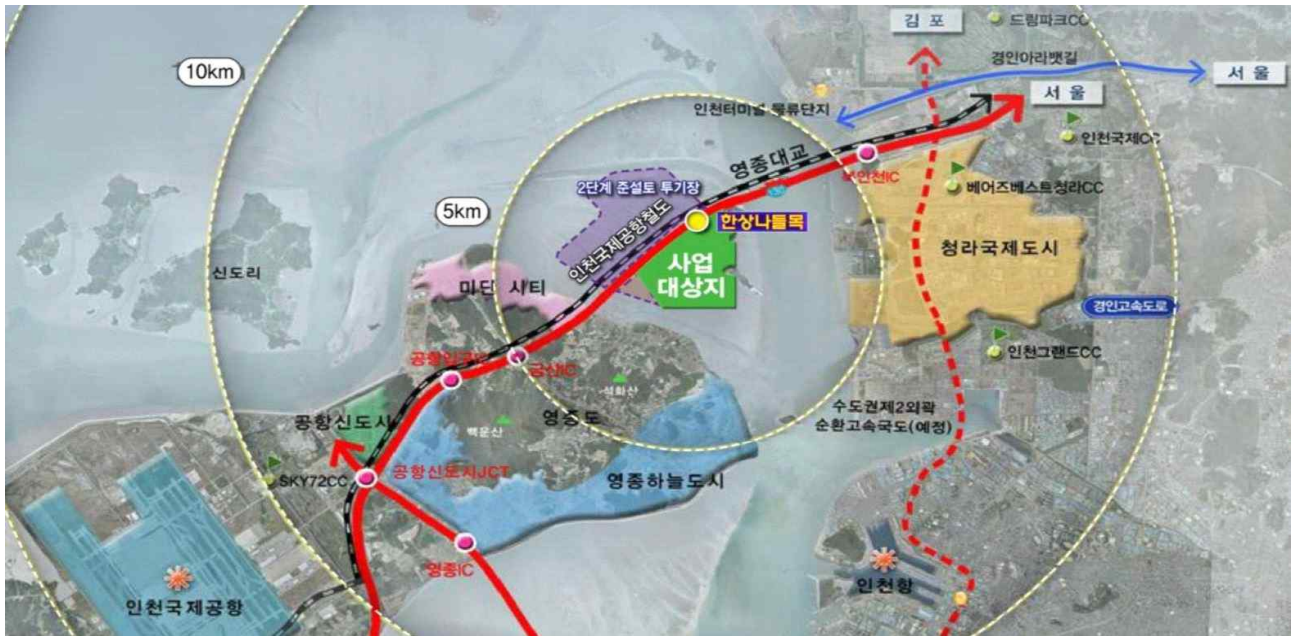 김 포
드림파크CC
10km
경인아라뱃길
서 울
서 울
인천터미널 물류단지
인천국제CC
영종대교
북인천IC
2단계 준설토 투기장
베어즈베스트청라CC
5km
한상나들목
인천국제공항철도
청라국제도시
신도리
사업
대상지
미단 시티
경인고속도로
인천그랜드CC
금산IC
석화산
수도권제2외곽
순환고속국도(예정)
공항신도시
백운산
영종도
SKY72CC
공항신도시JCT
영종하늘도시
영종IC
인천항
인천국제공항